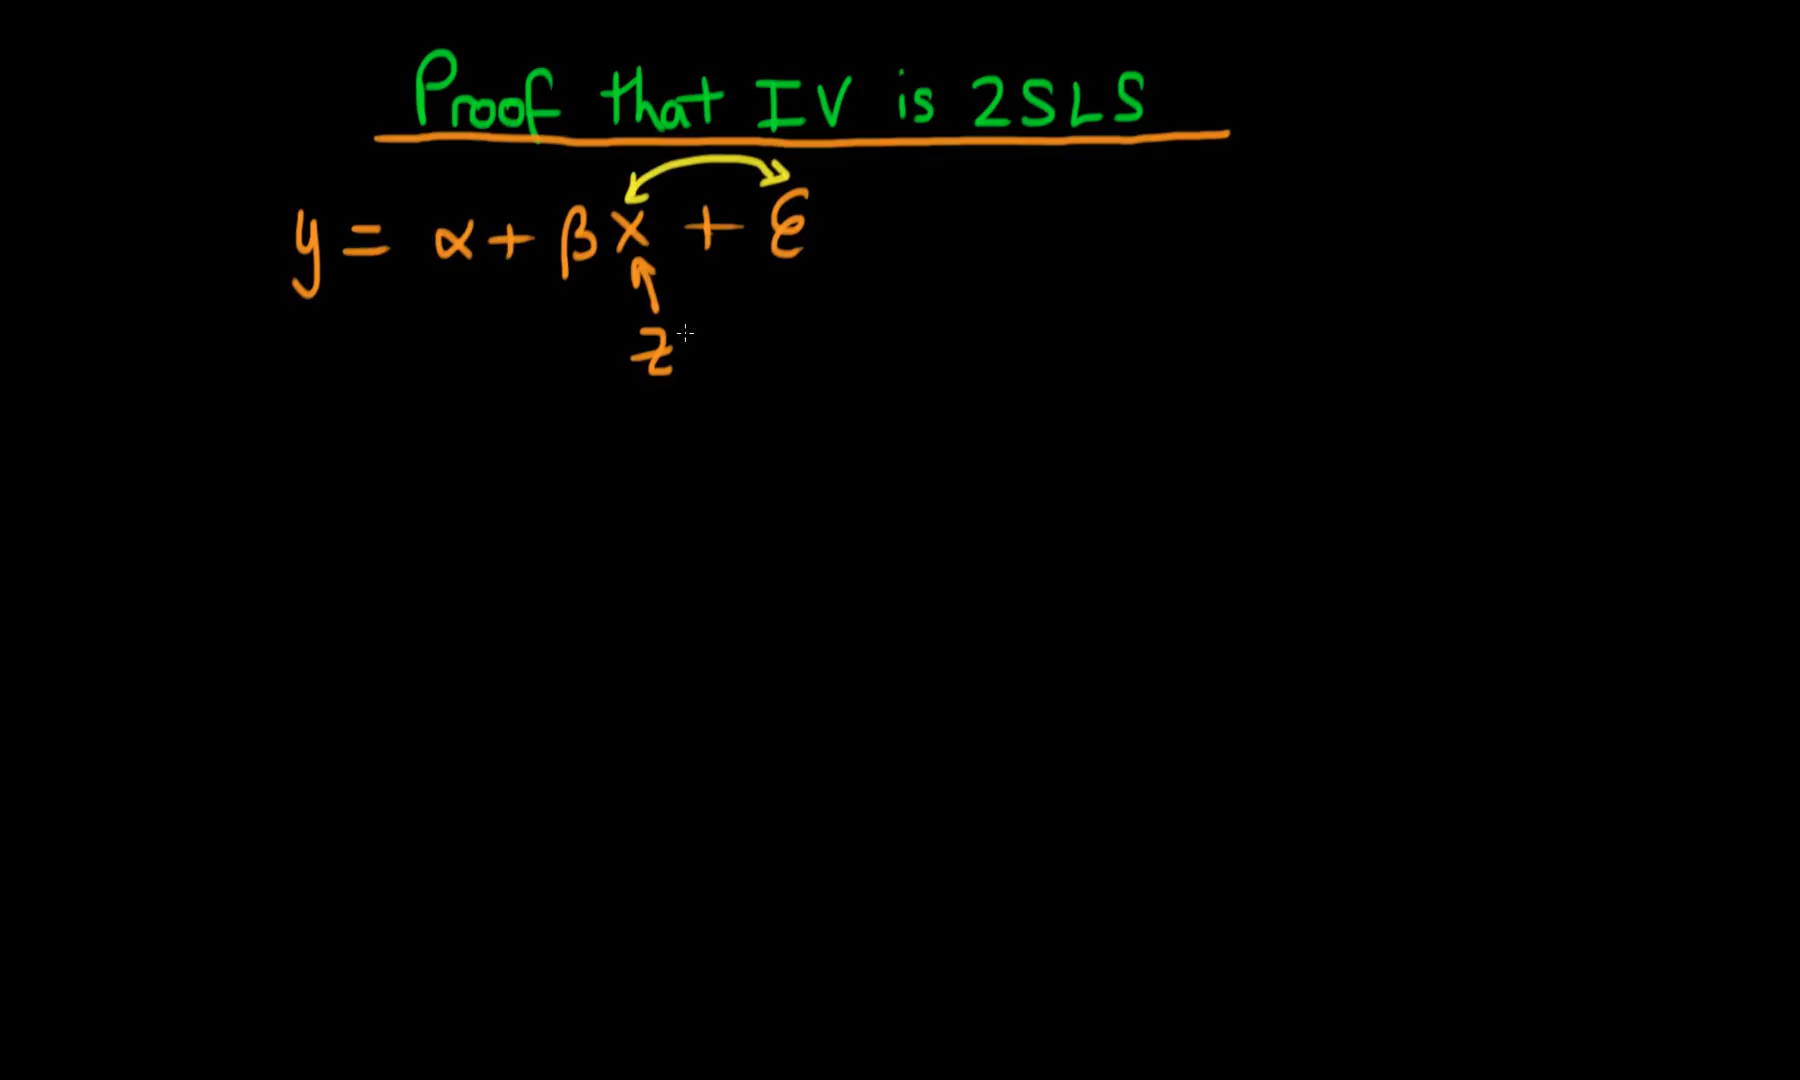 Proof that IV is 2SLS
y = α + βx + ε
z